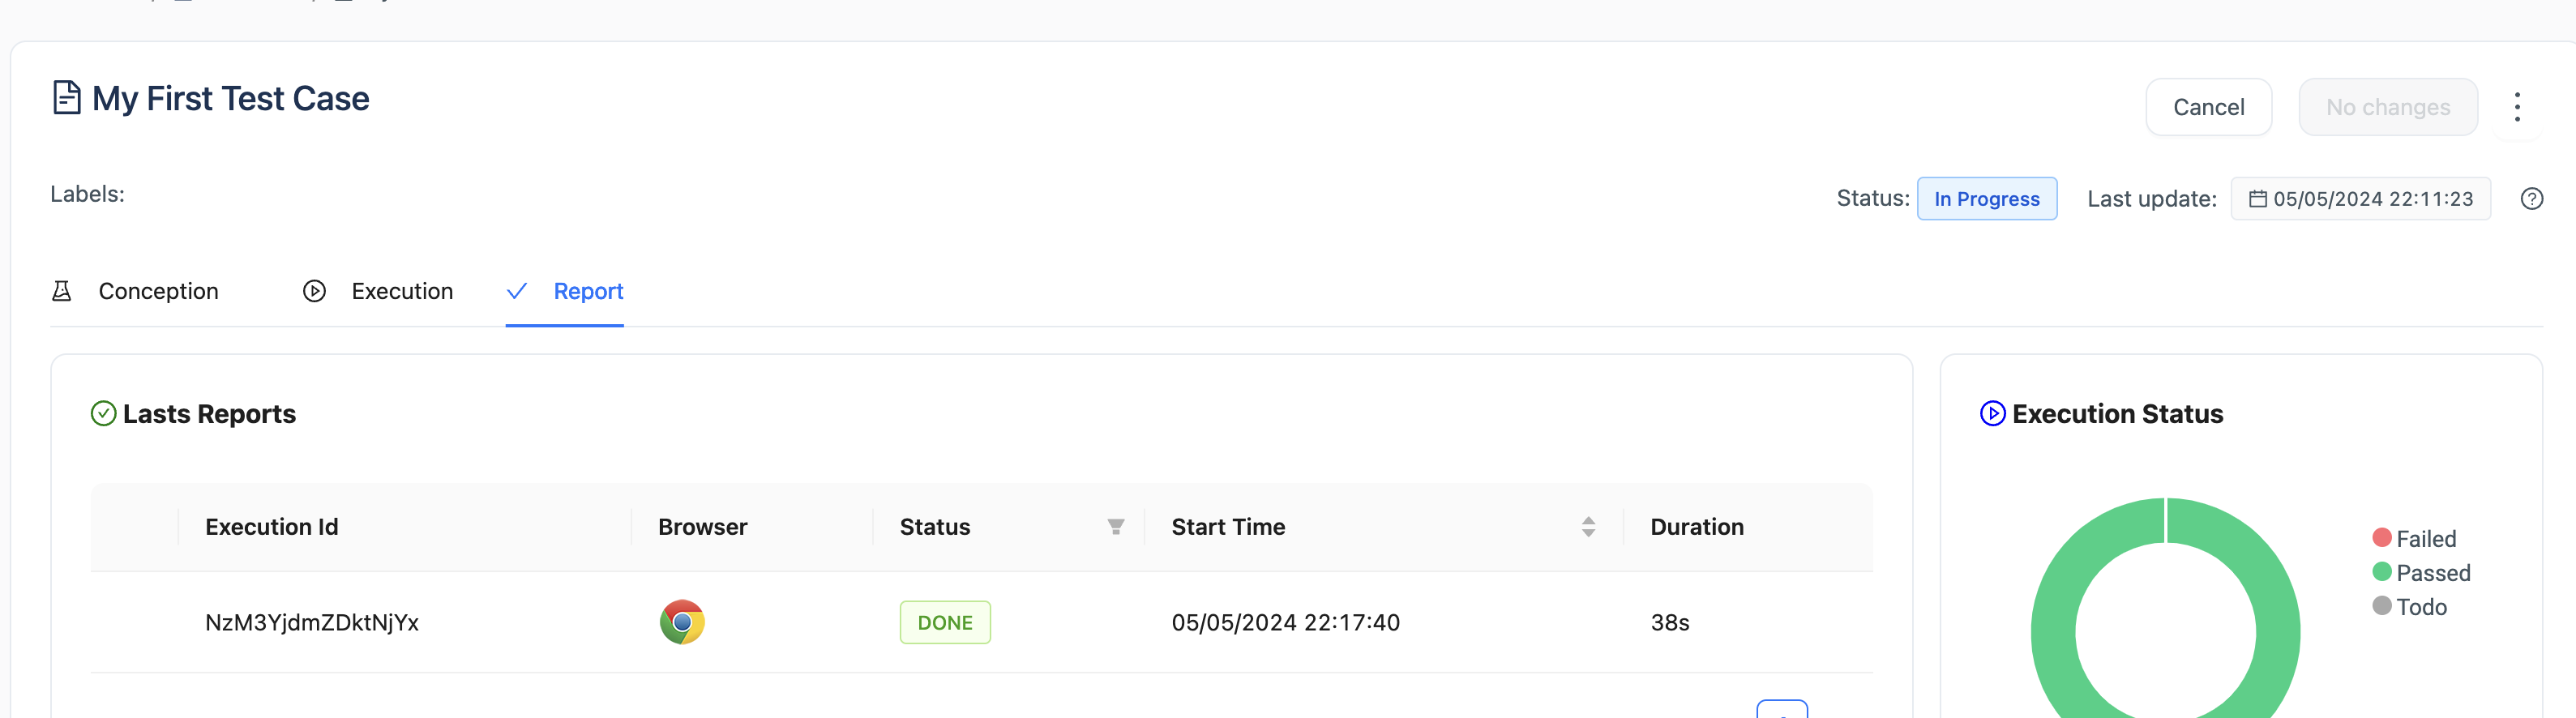 My First Test Case
Cancel
No changes
Labels:
Status: In Progress
Last update: 05/05/2024 22:11:23
Conception
Execution
Report
Lasts Reports
Execution Id
Browser
Status
Start Time
Duration
NzM3YjdmZDktNjYx
DONE
05/05/2024 22:17:40
38s
Execution Status
Failed
Passed
Todo